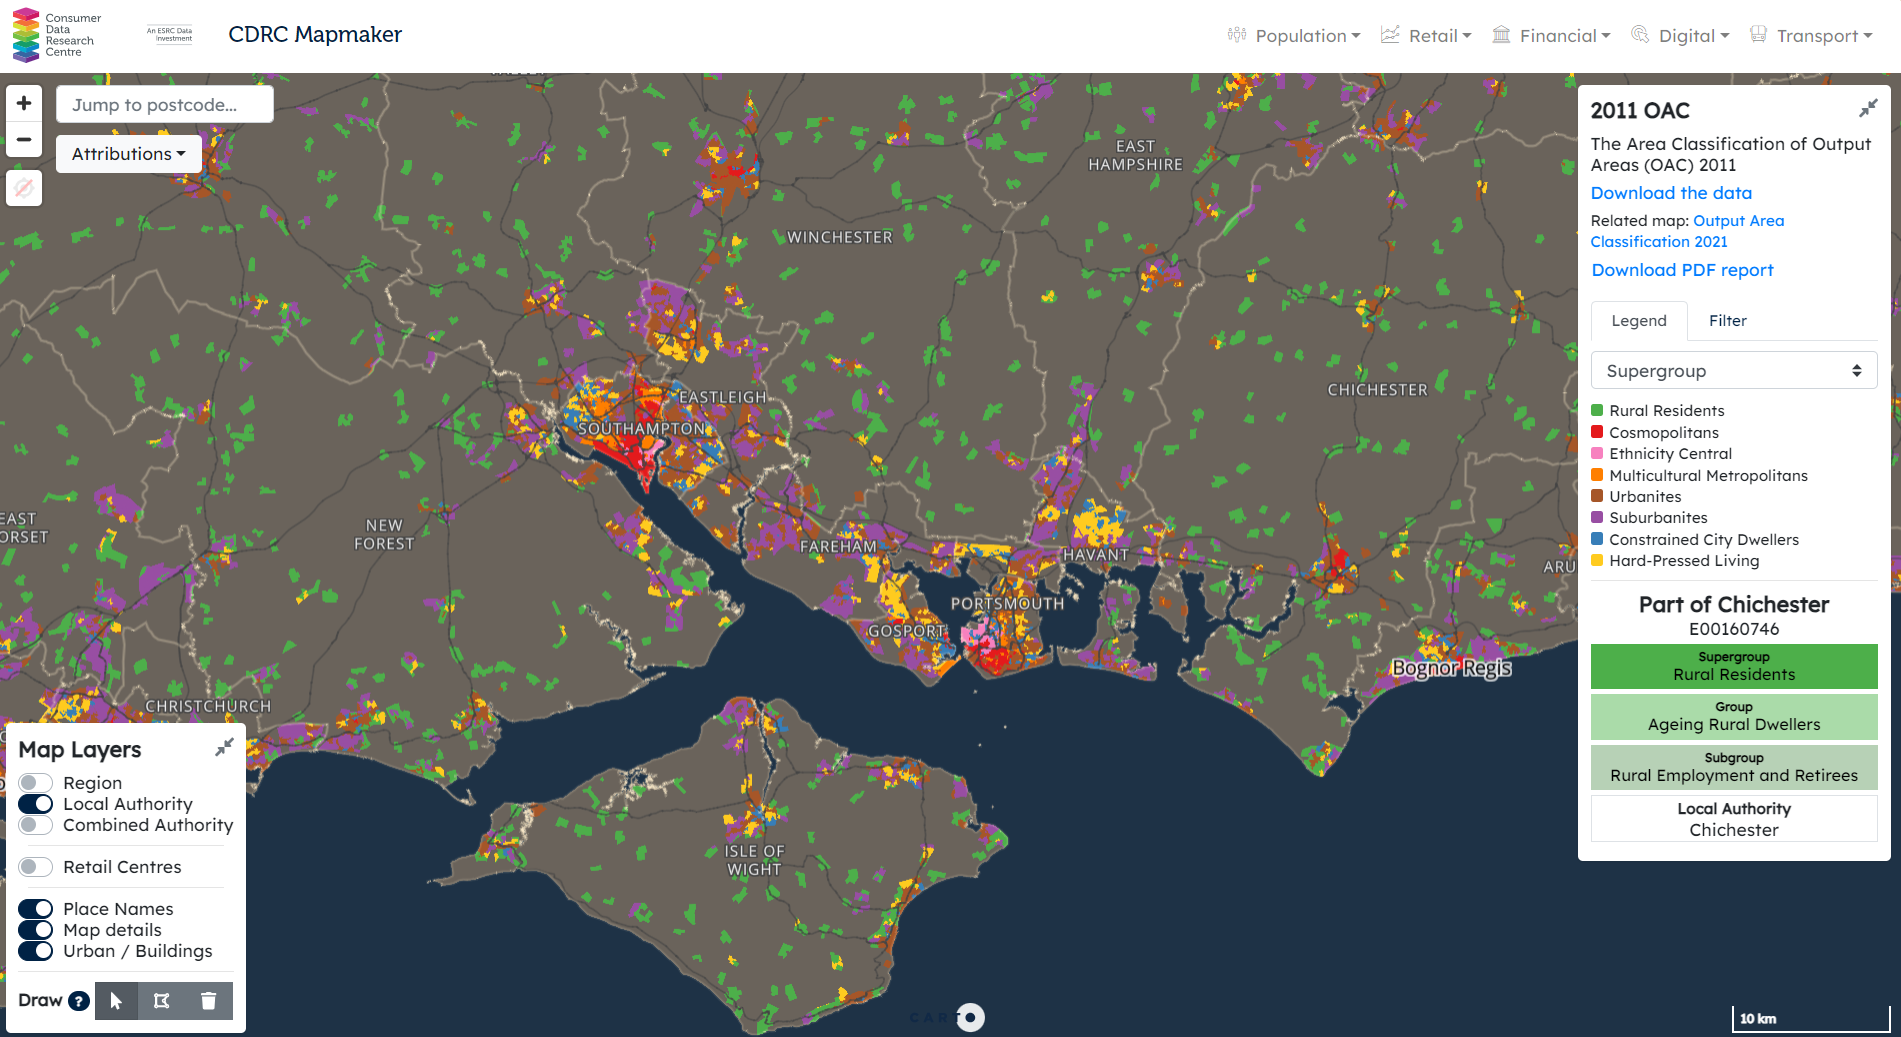 Consumer
Data
Research
Centre
An ESRC Data
Investment
CDRC Mapmaker
Population
Retail
Financial
Digital
Transport
+
−
Jump to postcode...
Attributions
EAST
HAMPSHIRE
WINCHESTER
EASTLEIGH
SOUTHAMPTON
CHICHESTER
NEW
FOREST
EAST
ORSET
FAREHAM
HAVANT
ARU
PORTSMOUTH
GOSPORT
Bognor Regis
CHRISTCHURCH
ISLE OF
WIGHT
CARTO
10 km
2011 OAC
The Area Classification of Output
Areas (OAC) 2011
Download the data
Related map: Output Area
Classification 2021
Download PDF report
Legend
Filter
Supergroup
Rural Residents
Cosmopolitans
Ethnicity Central
Multicultural Metropolitans
Urbanites
Suburbanites
Constrained City Dwellers
Hard-Pressed Living
Part of Chichester
E00160746
Supergroup
Rural Residents
Group
Ageing Rural Dwellers
Subgroup
Rural Employment and Retirees
Local Authority
Chichester
Map Layers
Region
Local Authority
Combined Authority
Retail Centres
Place Names
Map details
Urban / Buildings
Draw ?